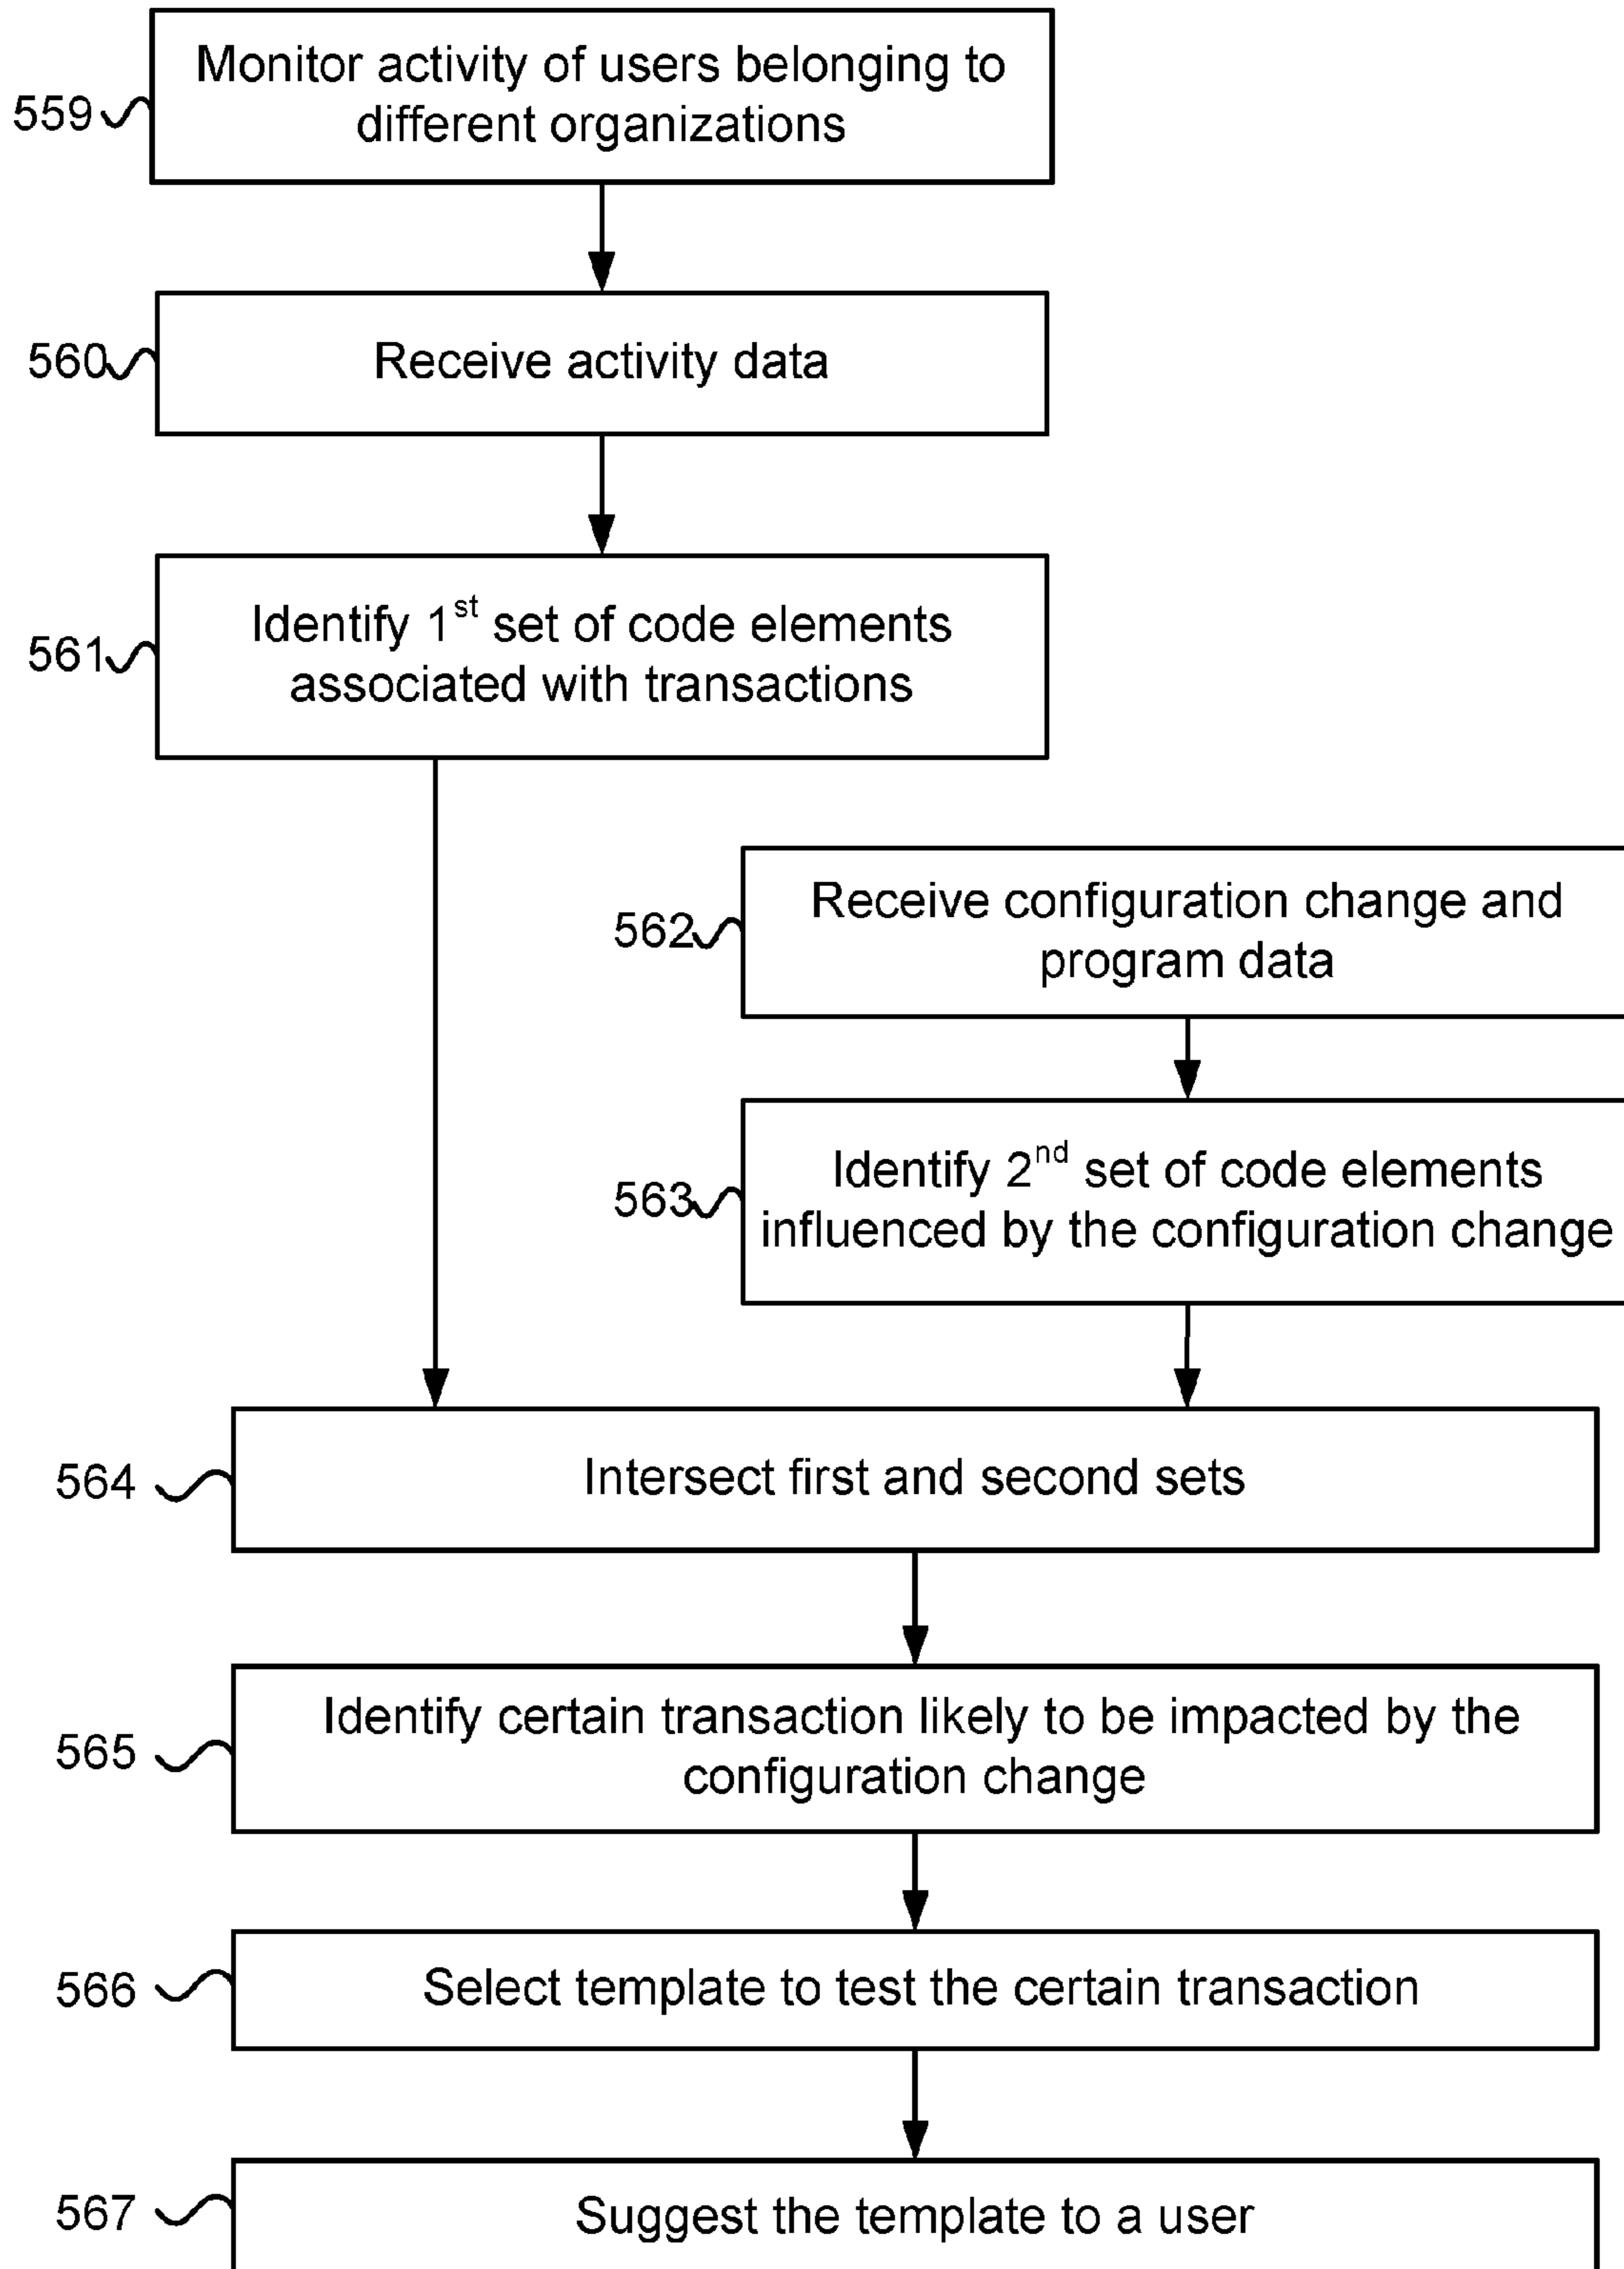 Monitor activity of users belonging to
different organizations
559
Receive activity data
560
Identify 1st set of code elements
associated with transactions
561
Receive configuration change and
program data
562
Identify 2nd set of code elements
influenced by the configuration change
563
Intersect first and second sets
564
Identify certain transaction likely to be impacted by the
configuration change
565
Select template to test the certain transaction
566
Suggest the template to a user
567